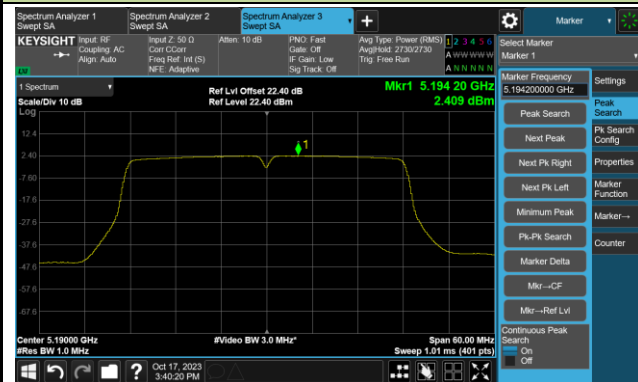 Spectrum Analyzer 1
Swept SA
Spectrum Analyzer 2
Swept SA
Spectrum Analyzer 3
Swept SA
+
Marker
KEYSIGHT
Input: RF
Coupling: AC
Align: Auto
Input Z: 50 Ω
Corr CCorr
Freq Ref: Int (S)
NFE: Adaptive
Atten: 10 dB
PNO: Fast
Gate: Off
IF Gain: Low
Sig Track: Off
Avg Type: Power (RMS)
Avg|Hold: 2730/2730
Trig: Free Run
1 2 3 4 5 6
A W W W W W
A N N N N N
LVI
Select Marker
Marker 1
1 Spectrum
Scale/Div 10 dB
Log
Ref Lvl Offset 22.40 dB
Ref Level 22.40 dBm
Mkr1 5.194 20 GHz
2.409 dBm
12.4
2.40
-7.60
-17.6
-27.6
-37.6
-47.6
-57.6
-67.6
1
Center 5.19000 GHz
#Res BW 1.0 MHz
#Video BW 3.0 MHz*
Span 60.00 MHz
Sweep 1.01 ms (401 pts)
Marker Frequency
5.194200000 GHz
Peak Search
Next Peak
Next Pk Right
Next Pk Left
Minimum Peak
Pk-Pk Search
Marker Delta
Mkr→CF
Mkr→Ref Lvl
Continuous Peak
Search
On
Off
Settings
Peak
Search
Pk Search
Config
Properties
Marker
Function
Marker→
Counter
?
Oct 17, 2023
3:40:20 PM